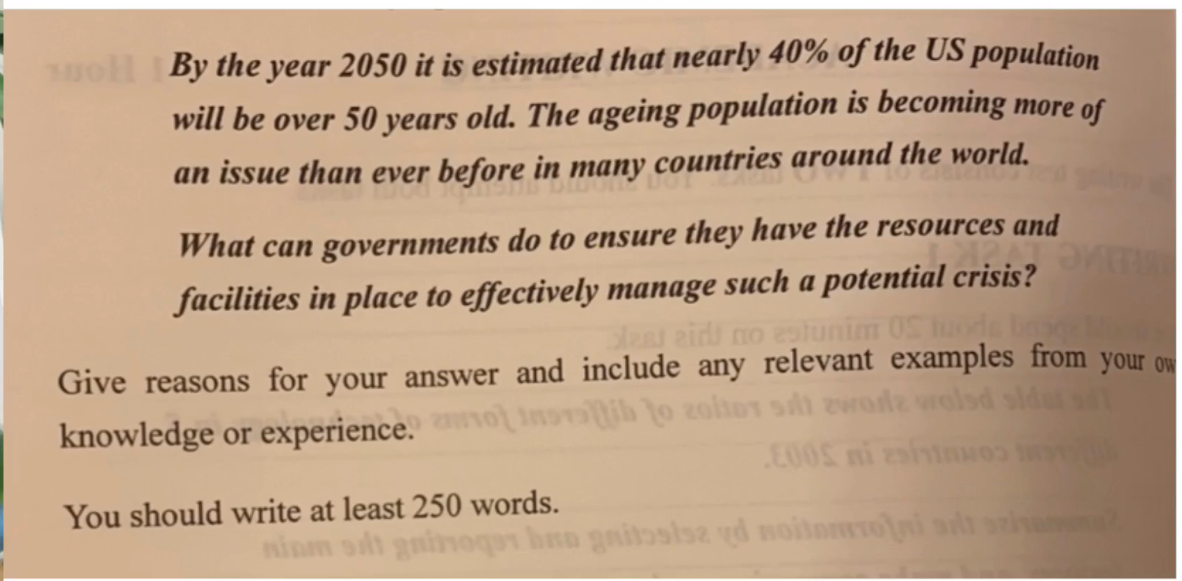 By the year 2050 it is estimated that nearly 40% of the US population
will be over 50 years old. The ageing population is becoming more of
an issue than ever before in many countries around the world.
What can governments do to ensure they have the resources and
facilities in place to effectively manage such a potential crisis?
Give reasons for your answer and include any relevant examples from your
knowledge or experience.
You should write at least 250 words.